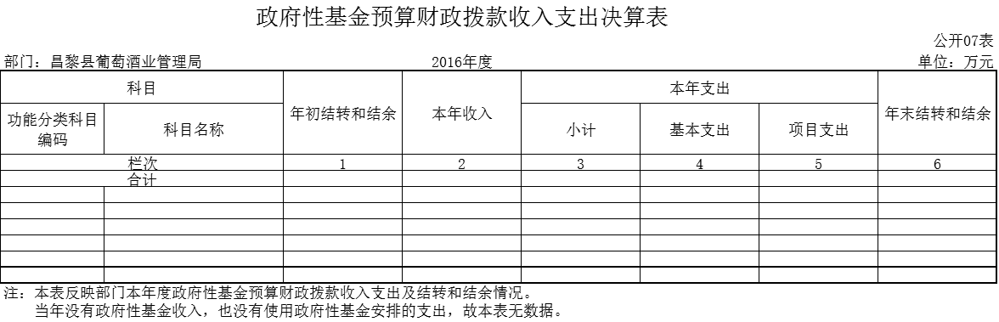 政府性基金预算财政拨款收入支出决算表
公开07表
部门：昌黎县葡萄酒业管理局 2016年度 单位：万元
科目 年初结转和结余 本年收入 本年支出 年末结转和结余
功能分类科目编码 科目名称 小计 基本支出 项目支出
栏次 1 2 3 4 5 6
合计
注：本表反映部门本年度政府性基金预算财政拨款收入支出及结转和结余情况。
当年没有政府性基金收入，也没有使用政府性基金安排的支出，故本表无数据。